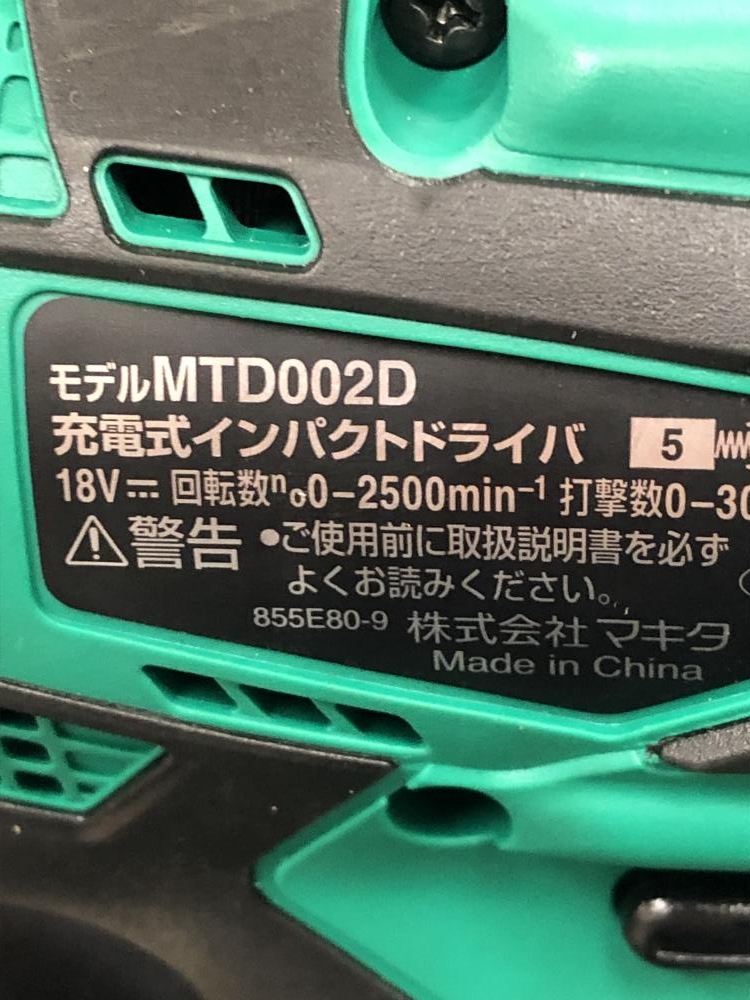 モデルMTD002D
充電式インパクトドライバ 5
18V⎓ 回転数n₀0−2500min⁻¹ 打撃数0−30
⚠警告 •ご使用前に取扱説明書を必ず
よくお読みください。
855E80-9 株式会社マキタ
Made in China